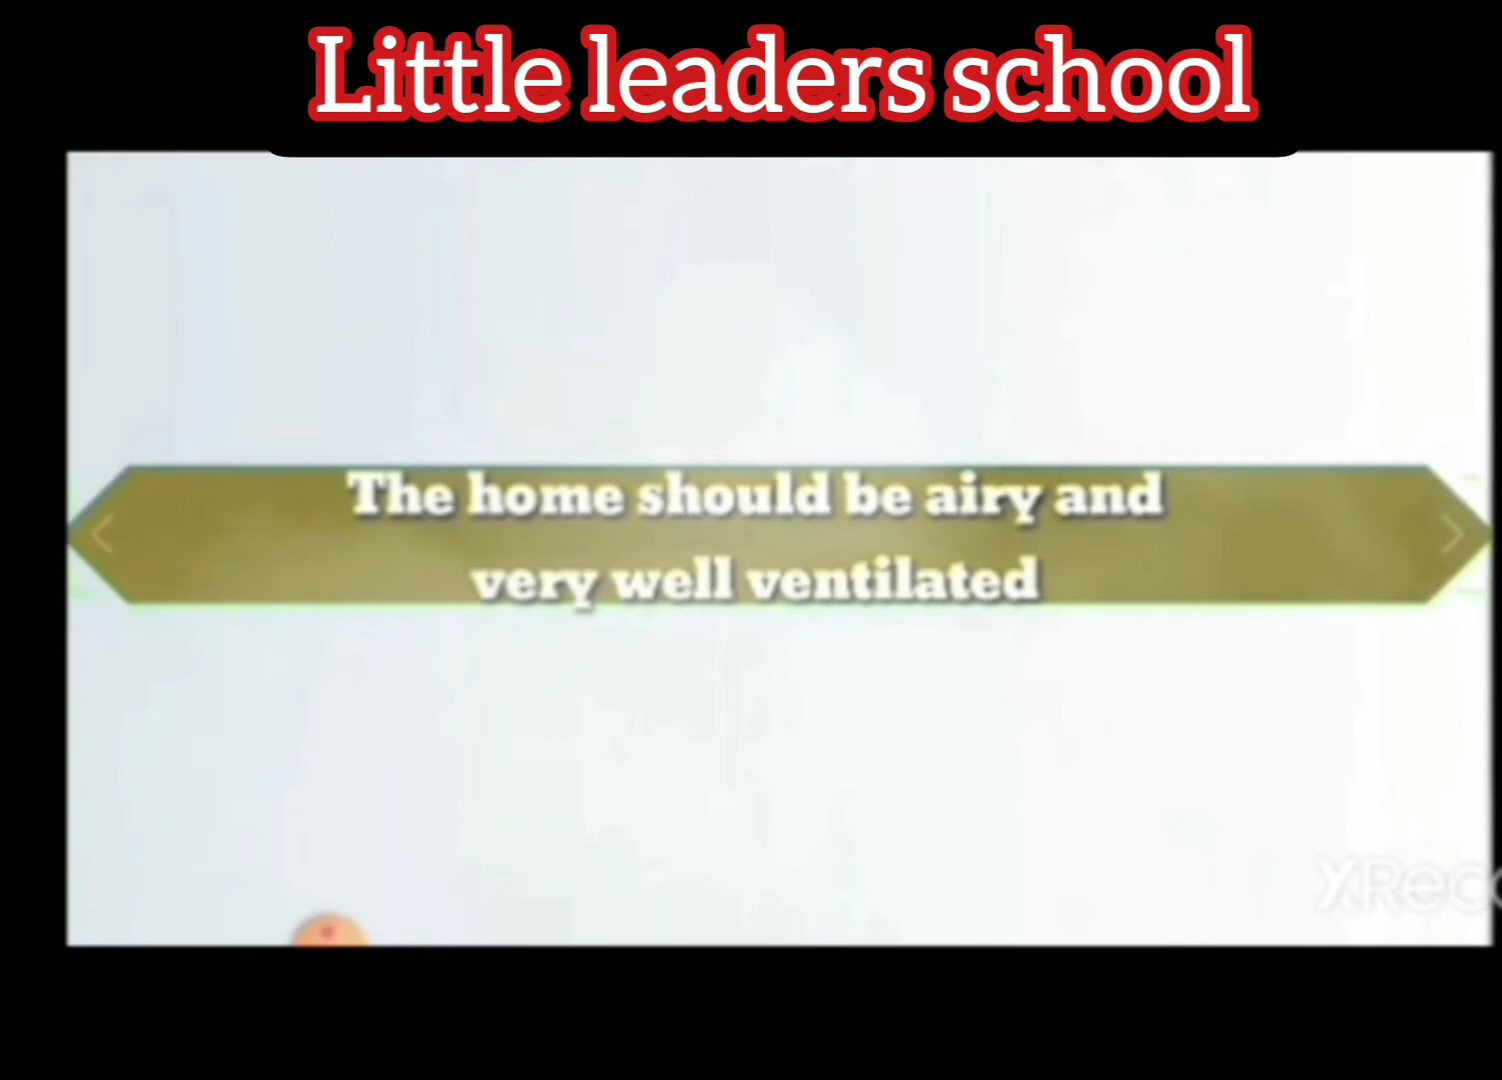 Little leaders school
The home should be airy and
very well ventilated